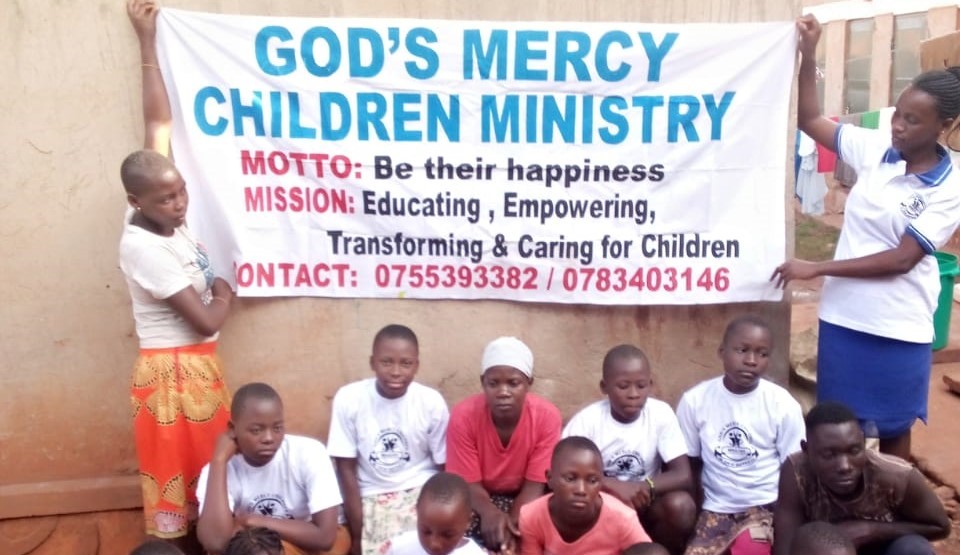 GOD'S MERCY
CHILDREN MINISTRY
MOTTO: Be their happiness
MISSION: Educating , Empowering,
Transforming & Caring for Children
ONTACT: 0755393382 / 0783403146